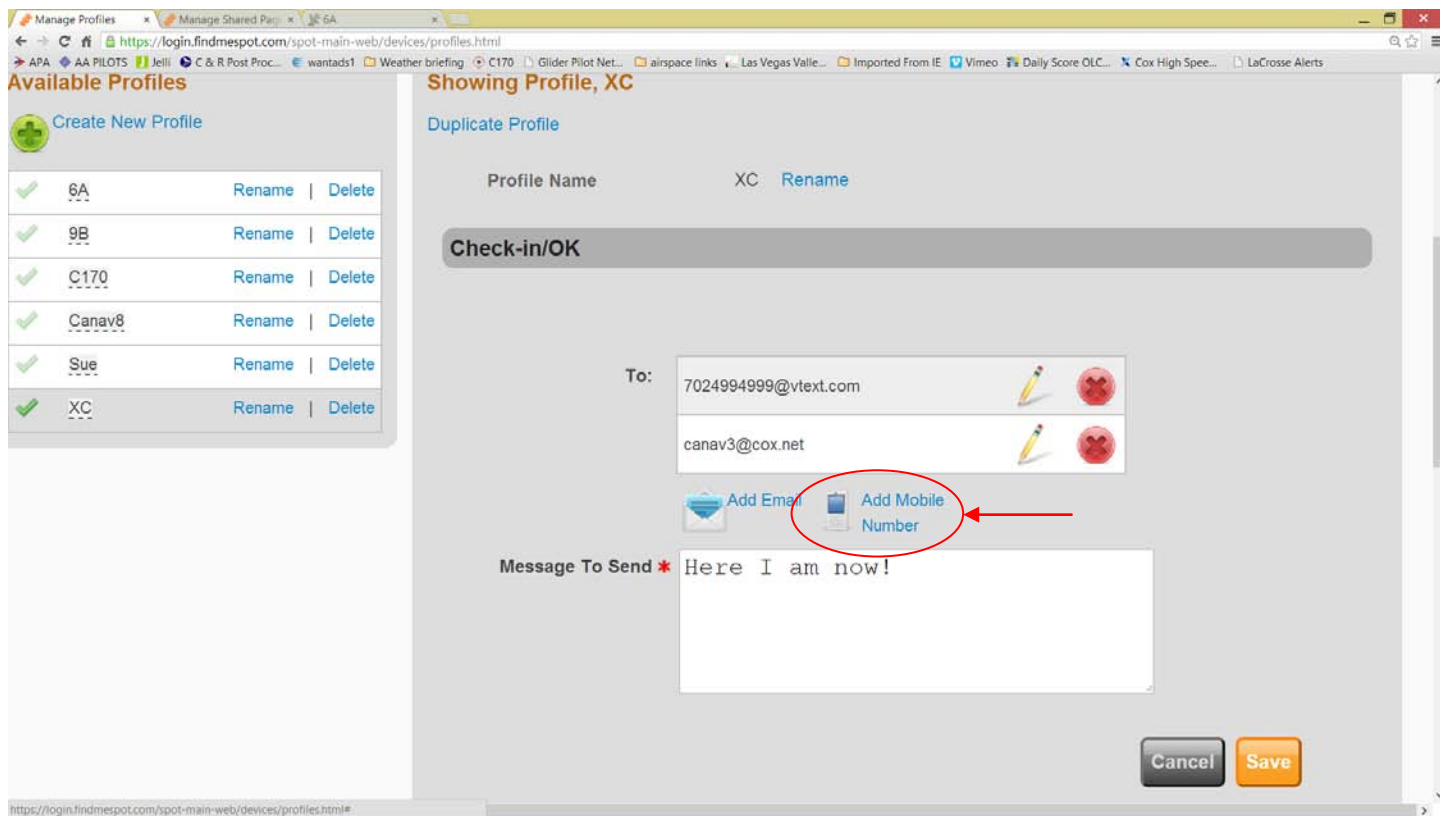 Manage Profiles
Manage Shared Pag
6A
https://login.findmespot.com/spot-main-web/devices/profiles.html
APA AA PILOTS Jelli C & R Post Proc... wantads1 Weather briefing C170 Glider Pilot Net... airspace links Las Vegas Valle... Imported From IE Vimeo Daily Score OLC... Cox High Spee... LaCrosse Alerts
Available Profiles
Create New Profile
6A Rename | Delete
9B Rename | Delete
C170 Rename | Delete
Canav8 Rename | Delete
Sue Rename | Delete
XC Rename | Delete
Showing Profile, XC
Duplicate Profile
Profile Name XC Rename
Check-in/OK
To: 7024994999@vtext.com
canav3@cox.net
Add Email
Add Mobile
Number
Message To Send * Here I am now!
Cancel Save
https://login.findmespot.com/spot-main-web/devices/profiles.html#